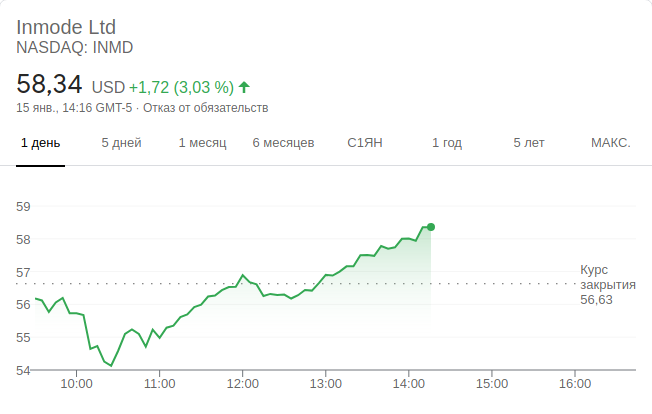 Inmode Ltd
NASDAQ: INMD
58,34 USD +1,72 (3,03 %)
15 янв., 14:16 GMT-5 · Отказ от обязательств
1 день 5 дней 1 месяц 6 месяцев С1ЯН 1 год 5 лет МАКС.
59
58
57
Курс
закрытия
56,63
56
55
54
10:00 11:00 12:00 13:00 14:00 15:00 16:00